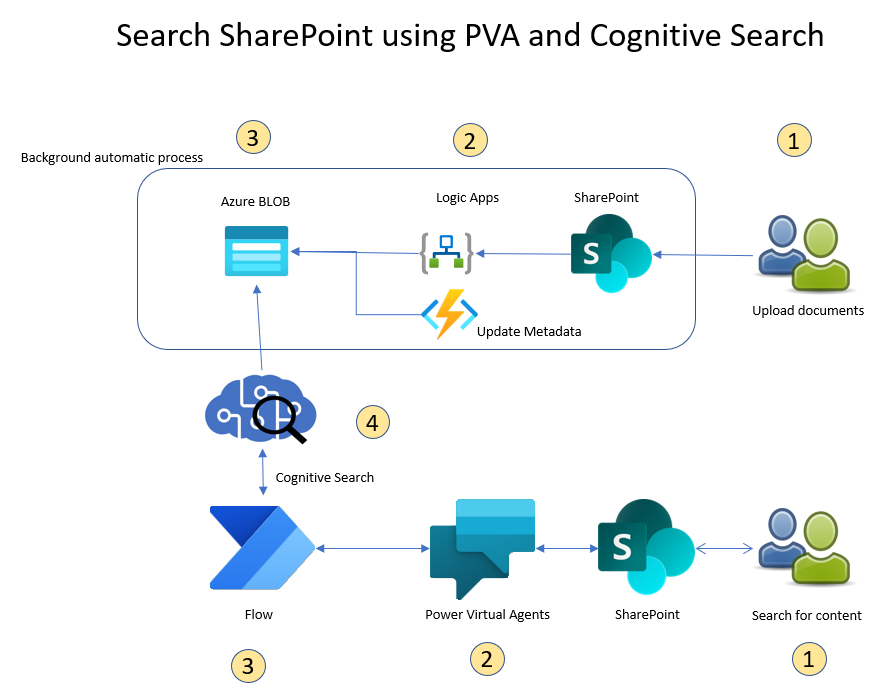 Search SharePoint using PVA and Cognitive Search
3
2
1
Background automatic process
Azure BLOB
Logic Apps
SharePoint
S
Update Metadata
Upload documents
4
Cognitive Search
S
Flow
Power Virtual Agents
SharePoint
Search for content
3
2
1